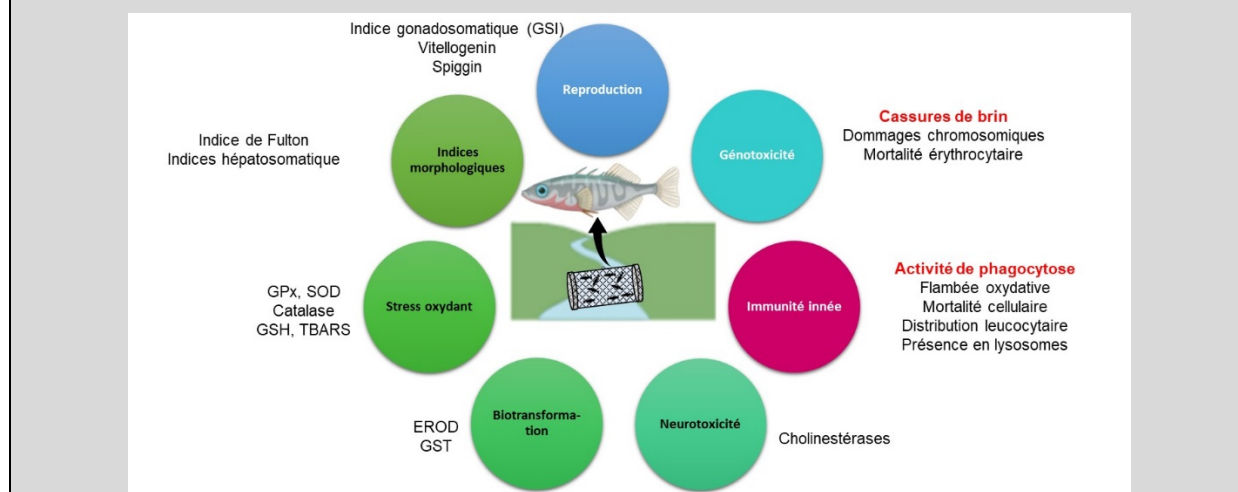 Indice gonadosomatique (GSI)
Vitellogenin
Spiggin
Reproduction
Cassures de brin
Dommages chromosomiques
Mortalité érythrocytaire
Génotoxicité
Indice de Fulton
Indices hépatosomatique
Indices
morphologiques
Activité de phagocytose
Flambée oxydative
Mortalité cellulaire
Distribution leucocytaire
Présence en lysosomes
Immunité innée
GPx, SOD
Catalase
GSH, TBARS
Stress oxydant
EROD
GST
Biotransforma-
tion
Neurotoxicité
Cholinestérases